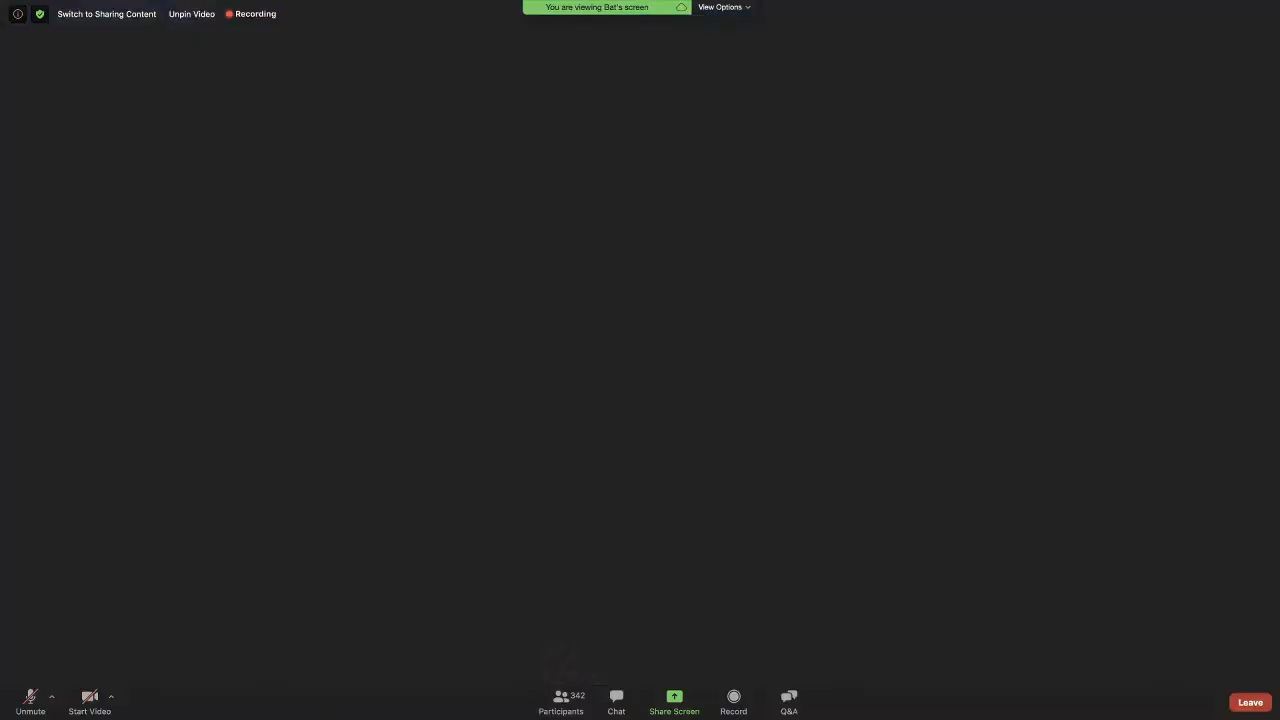 Switch to Sharing Content Unpin Video Recording
You are viewing Bat's screen View Options
342
Unmute Start Video Participants Chat Share Screen Record Q&A Leave